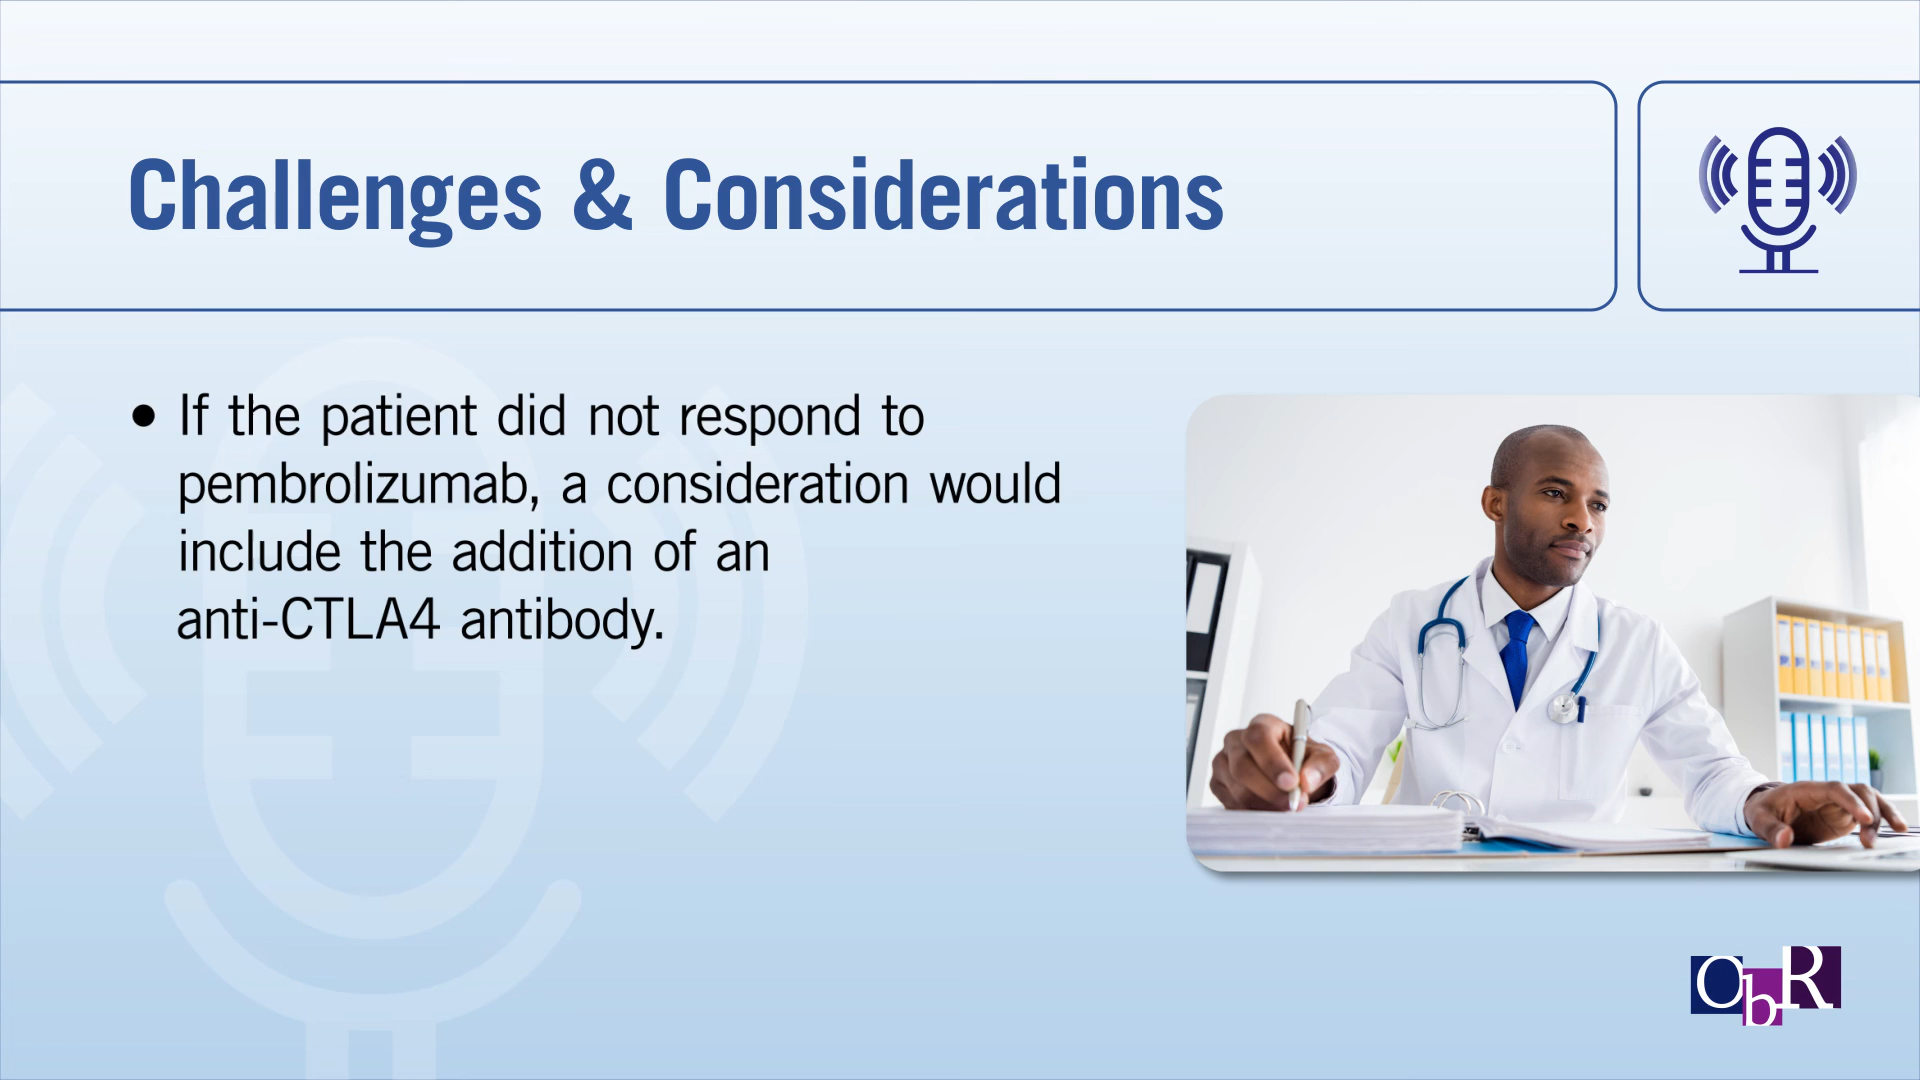 Challenges & Considerations
• If the patient did not respond to
pembrolizumab, a consideration would
include the addition of an
anti-CTLA4 antibody.
ObR